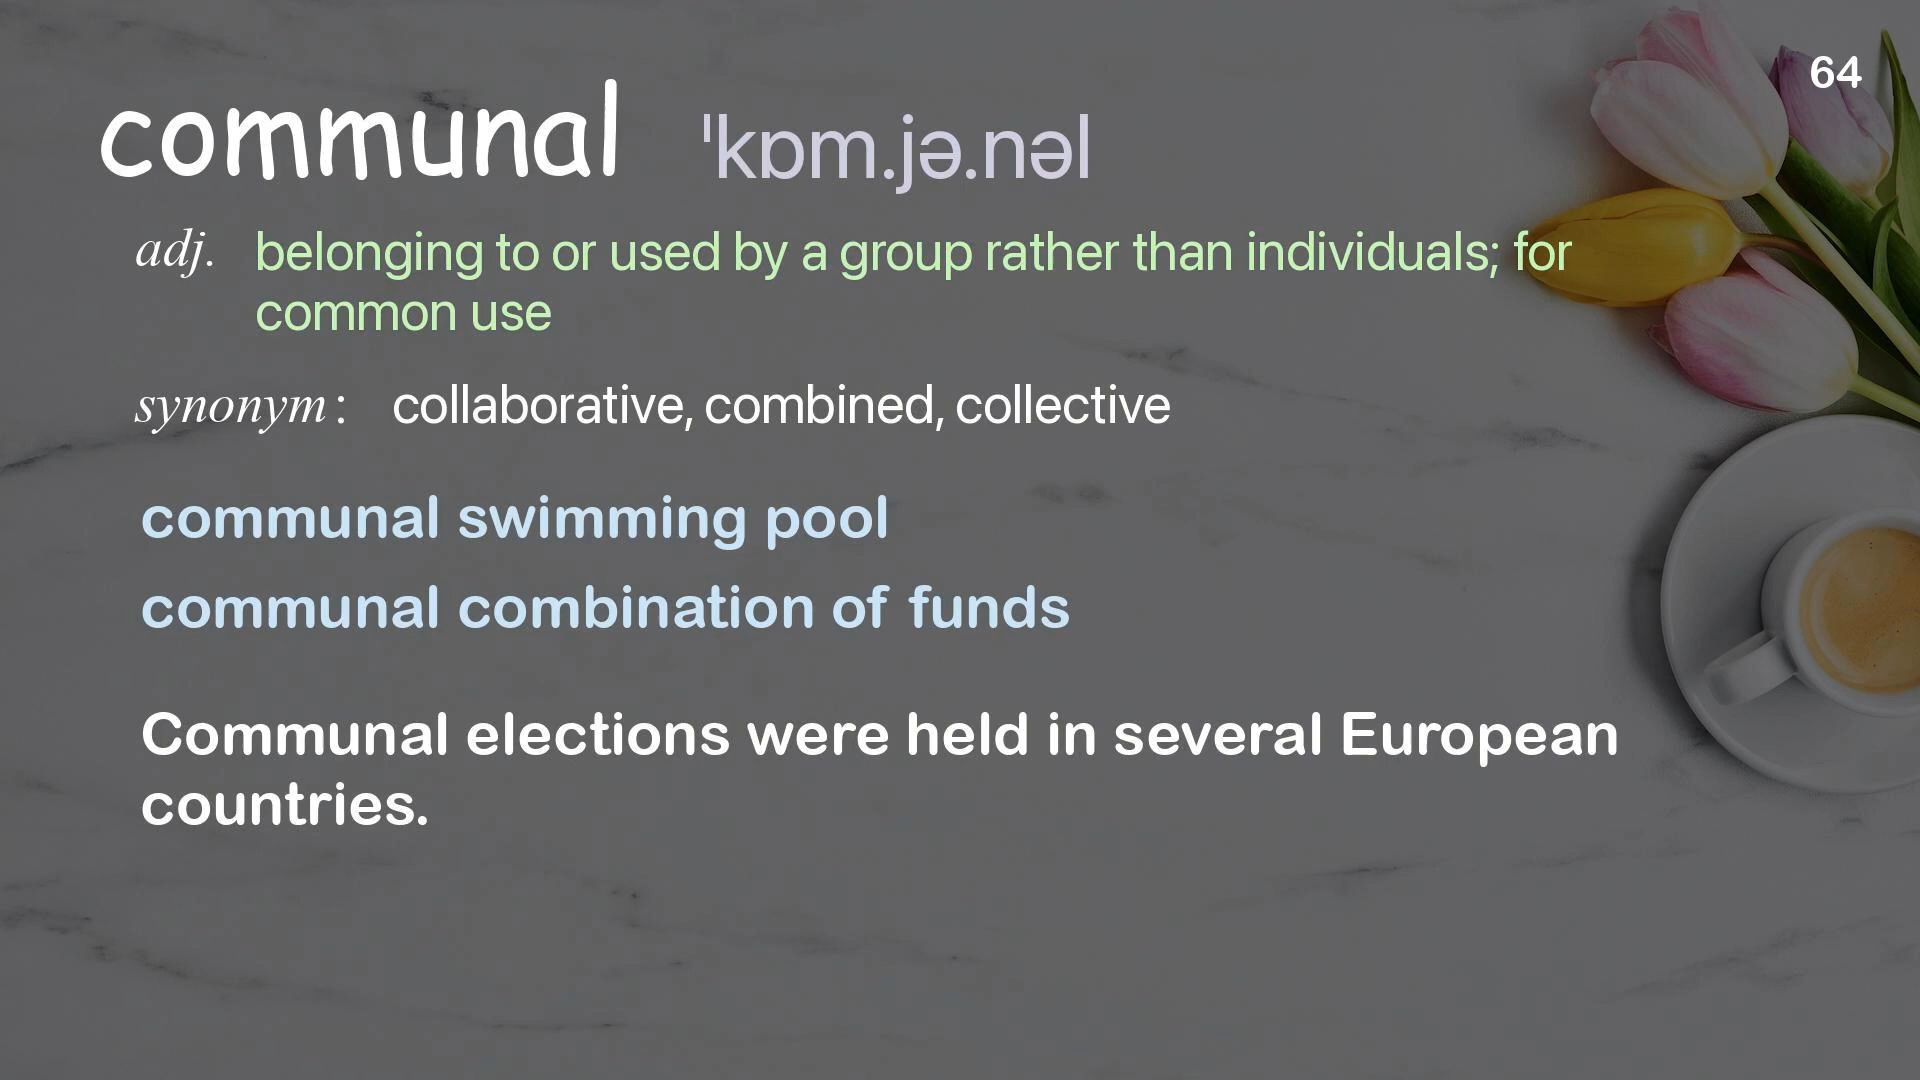 64
communal ˈkɒm.jə.nəl
adj. belonging to or used by a group rather than individuals; for
common use
synonym : collaborative, combined, collective
communal swimming pool
communal combination of funds
Communal elections were held in several European
countries.